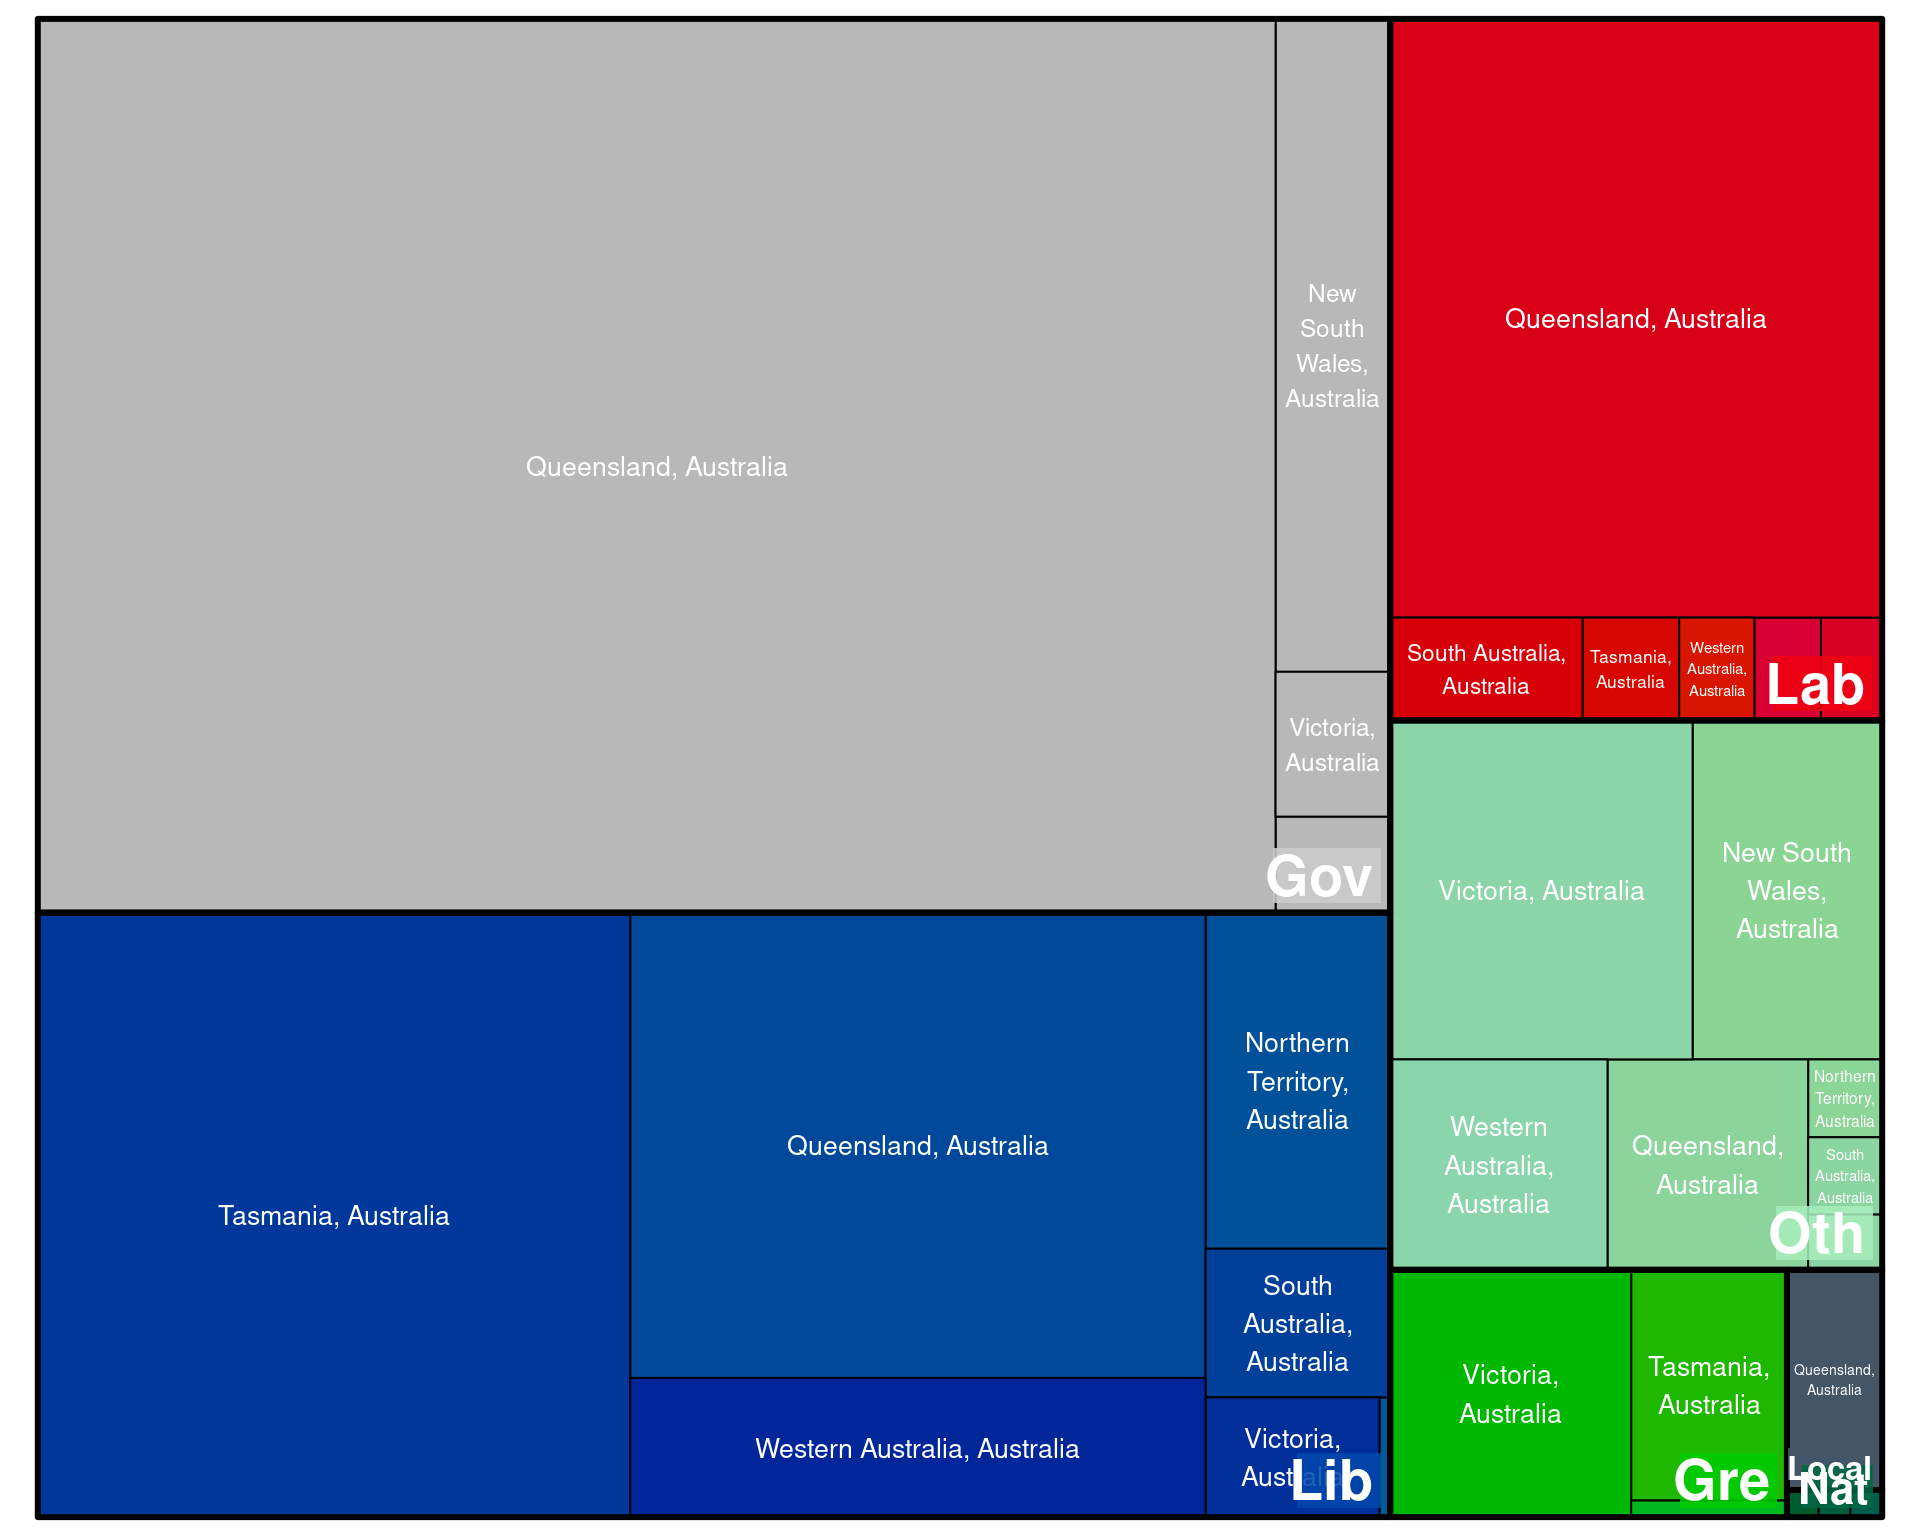 Queensland, Australia
New
South
Wales,
Australia
Victoria,
Australia
Gov
Queensland, Australia
South Australia,
Australia
Tasmania,
Australia
Western
Australia,
Australia
Lab
Tasmania, Australia
Queensland, Australia
Western Australia, Australia
Northern
Territory,
Australia
South
Australia,
Australia
Victoria,
Australia
Lib
Victoria, Australia
New South
Wales,
Australia
Western
Australia,
Australia
Queensland,
Australia
Northern
Territory,
Australia
South
Australia,
Australia
Oth
Victoria,
Australia
Tasmania,
Australia
Gre
Queensland,
Australia
Local
Nat